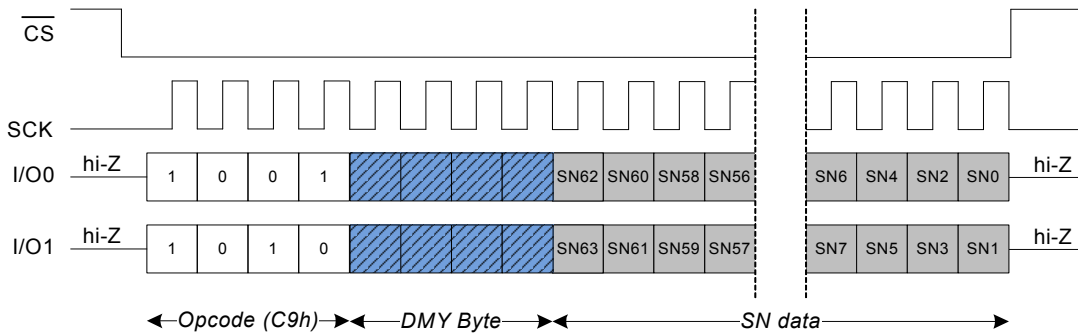 CS
SCK
I/O0 hi-Z 1 0 0 1 SN62 SN60 SN58 SN56 SN6 SN4 SN2 SN0 hi-Z
I/O1 hi-Z 1 0 1 0 SN63 SN61 SN59 SN57 SN7 SN5 SN3 SN1 hi-Z
Opcode (C9h) DMY Byte SN data